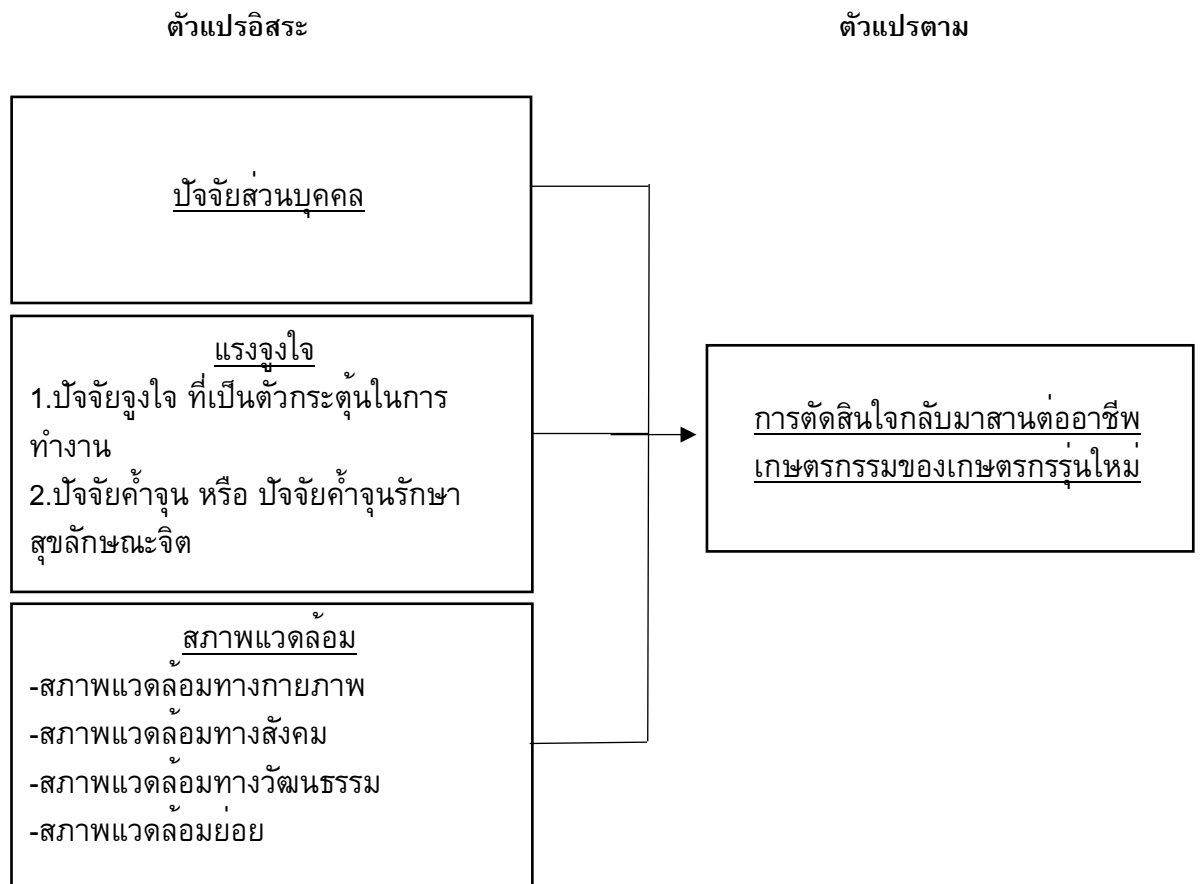 ตัวแปรอิสระ
ตัวแปรตาม
ปัจจัยส่วนบุคคล
แรงจูงใจ
1.ปัจจัยจูงใจ ที่เป็นตัวกระตุ้นในการ
ทำงาน
2.ปัจจัยค้ำจุน หรือ ปัจจัยค้ำจุนรักษา
สุขลักษณะจิต
สภาพแวดล้อม
-สภาพแวดล้อมทางกายภาพ
-สภาพแวดล้อมทางสังคม
-สภาพแวดล้อมทางวัฒนธรรม
-สภาพแวดล้อมย่อย
การตัดสินใจกลับมาสานต่ออาชีพ
เกษตรกรรมของเกษตรกรรุ่นใหม่